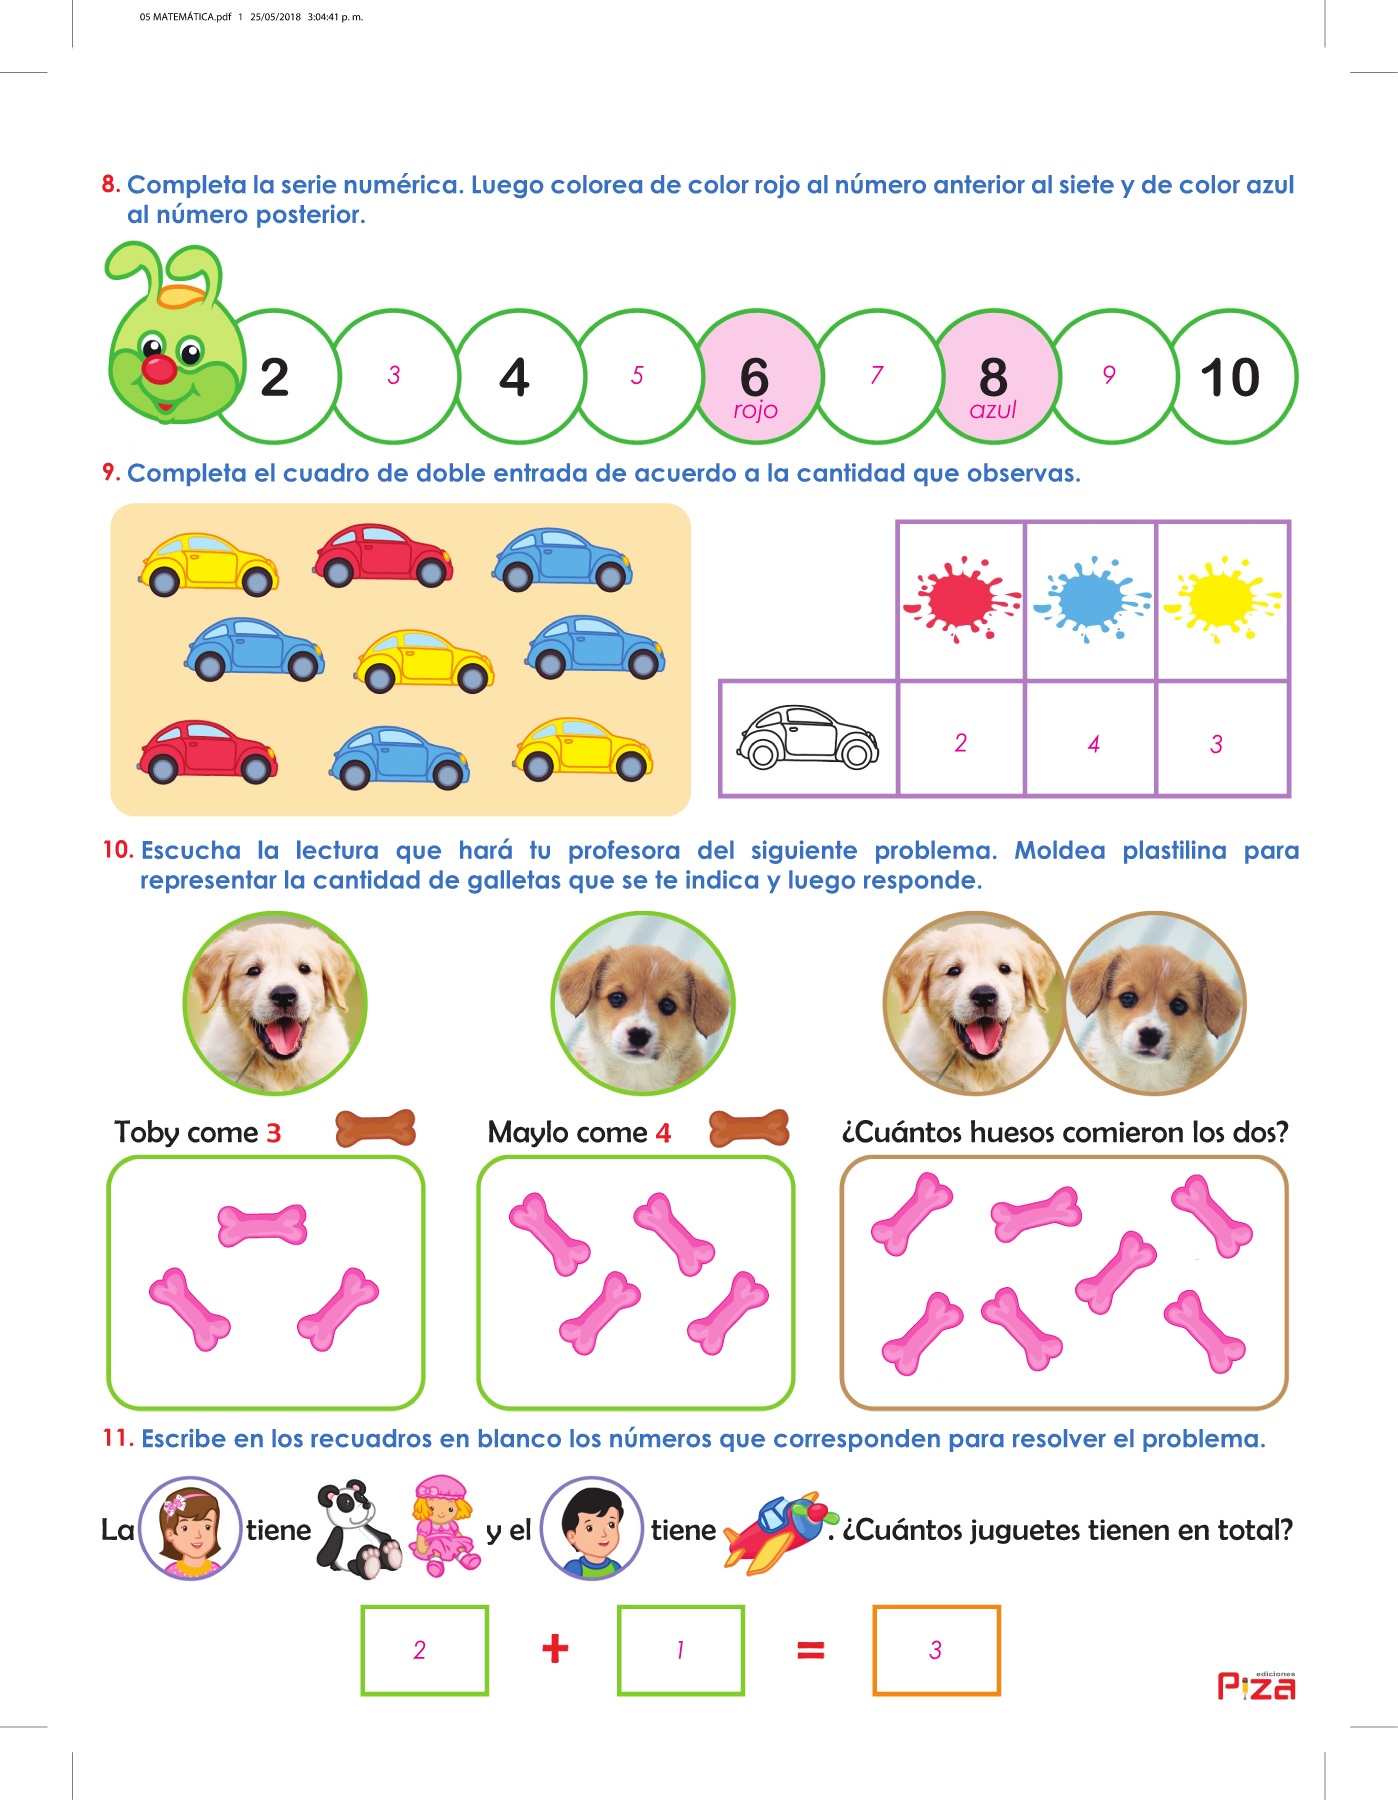 05 MATEMÁTICA.pdf 1 25/05/2018 3:04:41 p. m.
8. Completa la serie numérica. Luego colorea de color rojo al número anterior al siete y de color azul
al número posterior.
2 3 4 5 6 7 8 9 10
rojo azul
9. Completa el cuadro de doble entrada de acuerdo a la cantidad que observas.
2 4 3
10. Escucha la lectura que hará tu profesora del siguiente problema. Moldea plastilina para
representar la cantidad de galletas que se te indica y luego responde.
Toby come 3
Maylo come 4
¿Cuántos huesos comieron los dos?
11. Escribe en los recuadros en blanco los números que corresponden para resolver el problema.
La tiene y el tiene . ¿Cuántos juguetes tienen en total?
2 + 1 = 3
ediciones
Piza